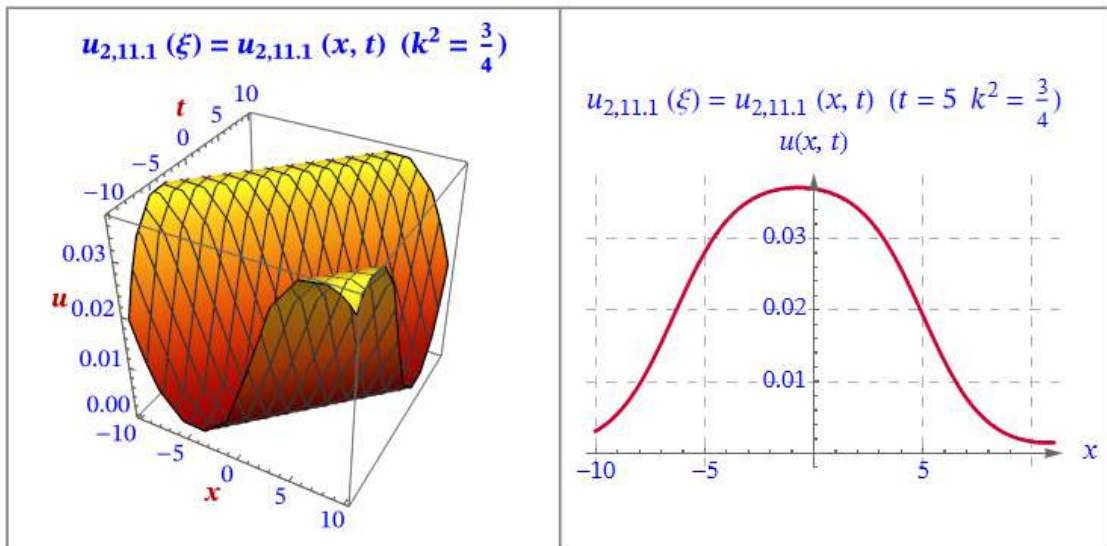 u₂,₁₁.₁ (ξ) = u₂,₁₁.₁ (x, t) (k² = 3/4)
t
10
5
0
−5
−10
0.03
u
0.02
0.01
0.00
−10
−5
0
x
5
10
u₂,₁₁.₁ (ξ) = u₂,₁₁.₁ (x, t) (t = 5 k² = 3/4)
u(x, t)
0.03
0.02
0.01
x
−10
−5
5